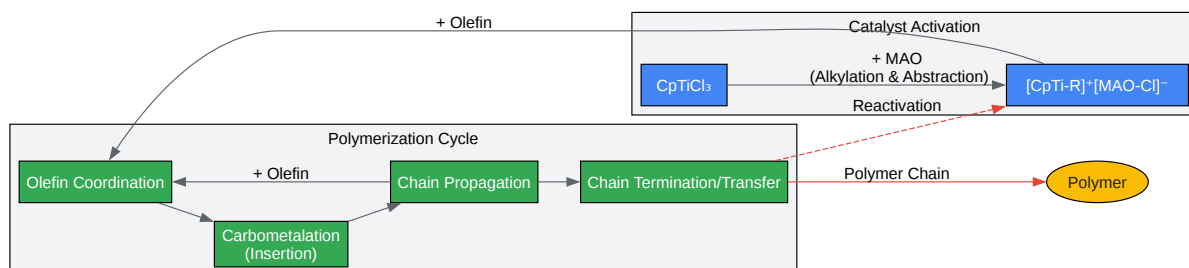 + Olefin
Catalyst Activation
+ MAO
(Alkylation & Abstraction)
CpTiCl₃
[CpTi-R]⁺[MAO-Cl]⁻
Reactivation
Polymerization Cycle
Olefin Coordination
+ Olefin
Chain Propagation
Chain Termination/Transfer
Polymer Chain
Polymer
Carbometalation
(Insertion)